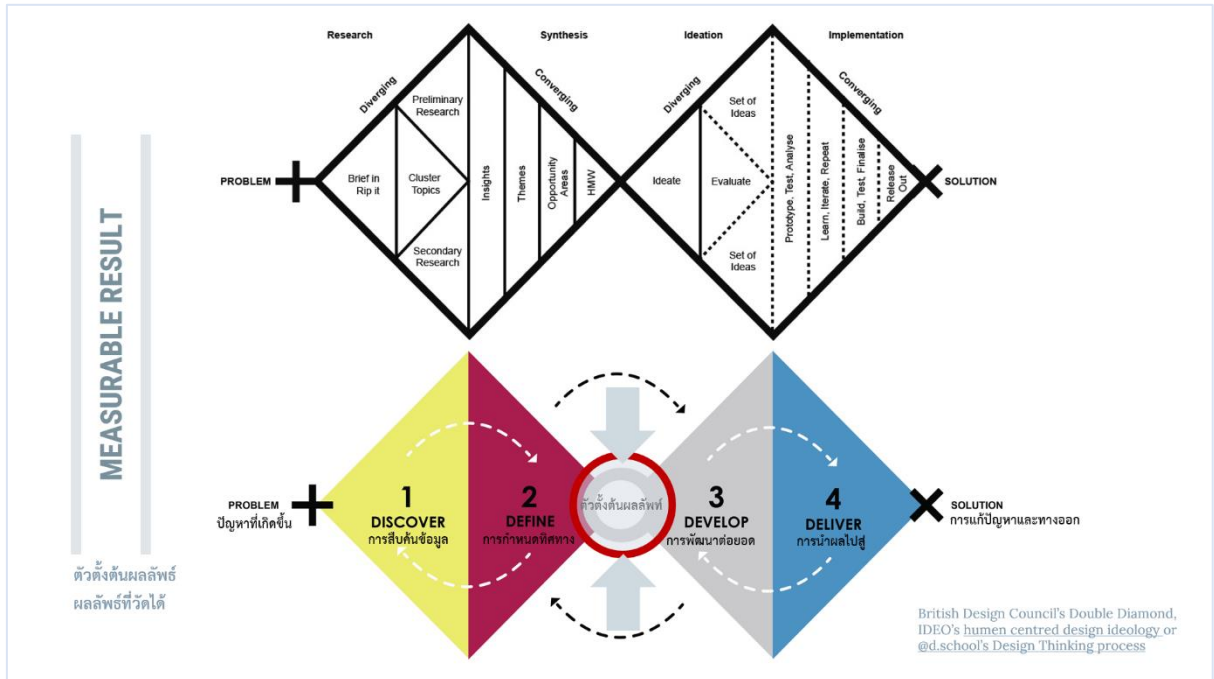 Research
Synthesis
Ideation
Implementation
Diverging
Converging
Diverging
Converging
Preliminary
Research
Brief in
Rip it
Cluster
Topics
Secondary
Research
Insights
Themes
Opportunity
Areas
HMW
Set of
Ideas
Ideate
Evaluate
Set of
Ideas
Prototype, Test, Analyse
Learn, Iterate, Repeat
Build, Test, Finalise
Release
Out
PROBLEM
SOLUTION
MEASURABLE RESULT
ตัวตั้งต้นผลลัพธ์
ผลลัพธ์ที่วัดได้
PROBLEM
ปัญหาที่เกิดขึ้น
1
DISCOVER
การสืบค้นข้อมูล
2
DEFINE
การกำหนดทิศทาง
ตัวตั้งต้นผลลัพท์
3
DEVELOP
การพัฒนาต่อยอด
4
DELIVER
การนำผลไปสู่
SOLUTION
การแก้ปัญหาและทางออก
British Design Council's Double Diamond,
IDEO's humen centred design ideology or
@d.school's Design Thinking process